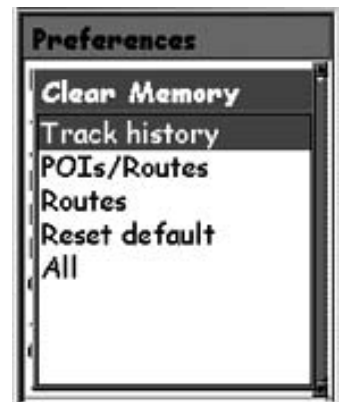 Preferences
Clear Memory
Track history
POIs/Routes
Routes
Reset default
All